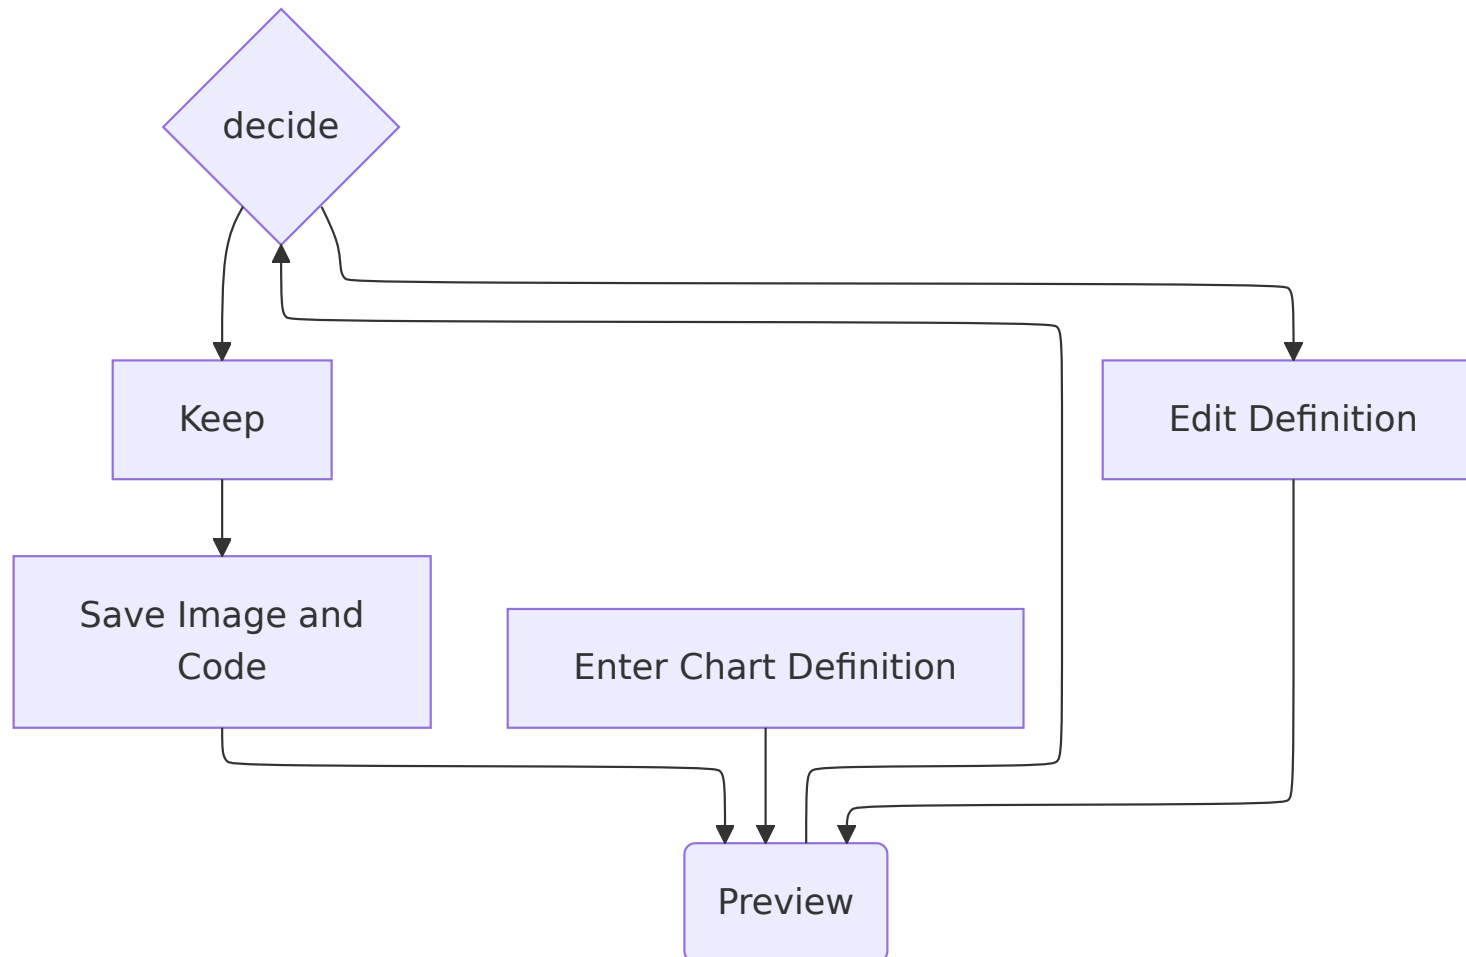 decide
Keep
Edit Definition
Save Image and
Code
Enter Chart Definition
Preview